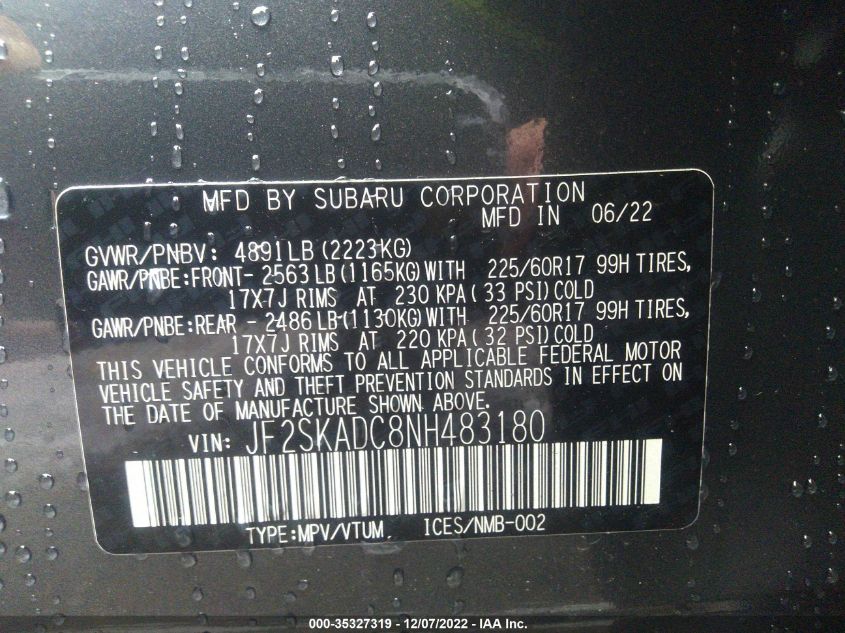 MFD BY SUBARU CORPORATION
MFD IN 06/22
GVWR/PNBV: 4891LB (2223KG)
GAWR/PNBE:FRONT- 2563LB(1165KG)WITH 225/60R17 99H TIRES,
17X7J RIMS AT 230 KPA( 33 PSI)COLD
GAWR/PNBE:REAR - 2486LB(1130KG)WITH 225/60R17 99H TIRES,
17X7J RIMS AT 220 KPA( 32 PSI)COLD
THIS VEHICLE CONFORMS TO ALL APPLICABLE FEDERAL MOTOR
VEHICLE SAFETY AND THEFT PREVENTION STANDARDS IN EFFECT ON
THE DATE OF MANUFACTURE SHOWN ABOVE.
VIN: JF2SKADC8NH483180
TYPE:MPV/VTUM ICES/NMB-002
000-35327319 - 12/07/2022 - IAA Inc.